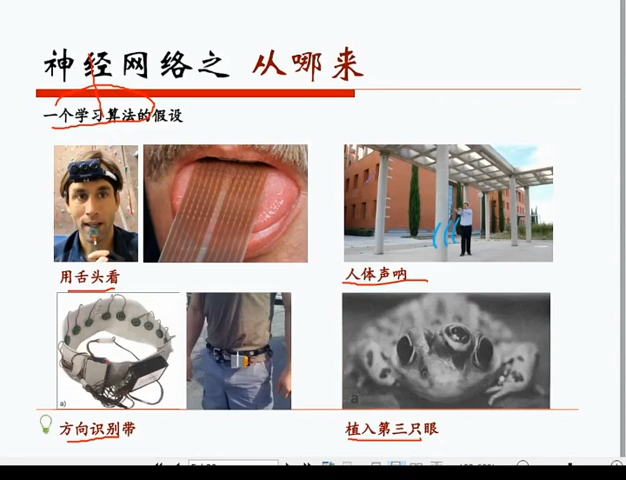 神经网络之 从哪来
一个学习算法的假设
用舌头看
人体声呐
a)
a
方向识别带
植入第三只眼